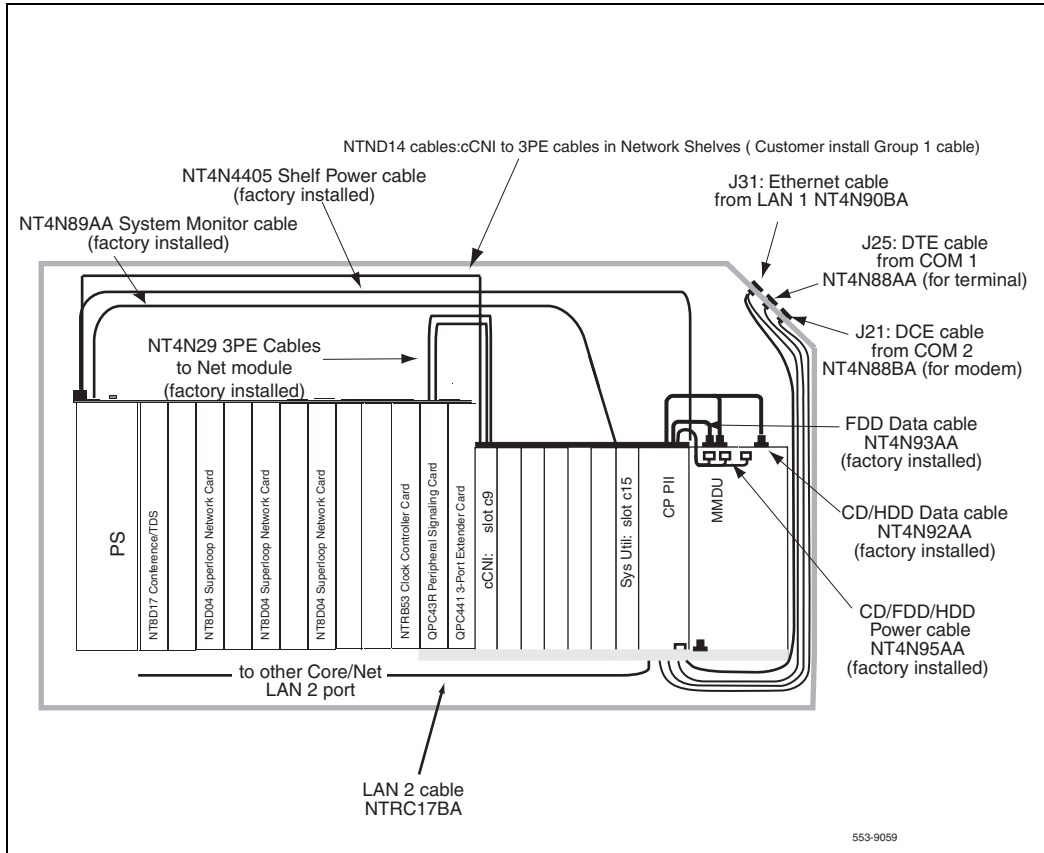 NTND14 cables:cCNI to 3PE cables in Network Shelves ( Customer install Group 1 cable)
NT4N4405 Shelf Power cable
(factory installed)
NT4N89AA System Monitor cable
(factory installed)
J31: Ethernet cable
from LAN 1 NT4N90BA
J25: DTE cable
from COM 1
NT4N88AA (for terminal)
J21: DCE cable
from COM 2
NT4N88BA (for modem)
NT4N29 3PE Cables
to Net module
(factory installed)
FDD Data cable
NT4N93AA
(factory installed)
CD/HDD Data cable
NT4N92AA
(factory installed)
CD/FDD/HDD
Power cable
NT4N95AA
(factory installed)
PS
NT8D17 Conference/TDS
NT8D04 Superloop Network Card
NT8D04 Superloop Network Card
NT8D04 Superloop Network Card
NTRB53 Clock Controller Card
QPC43R Peripheral Signaling Card
QPC441 3-Port Extender Card
cCNI: slot c9
Sys Util: slot c15
CP PII
MMDU
to other Core/Net
LAN 2 port
LAN 2 cable
NTRC17BA
553-9059